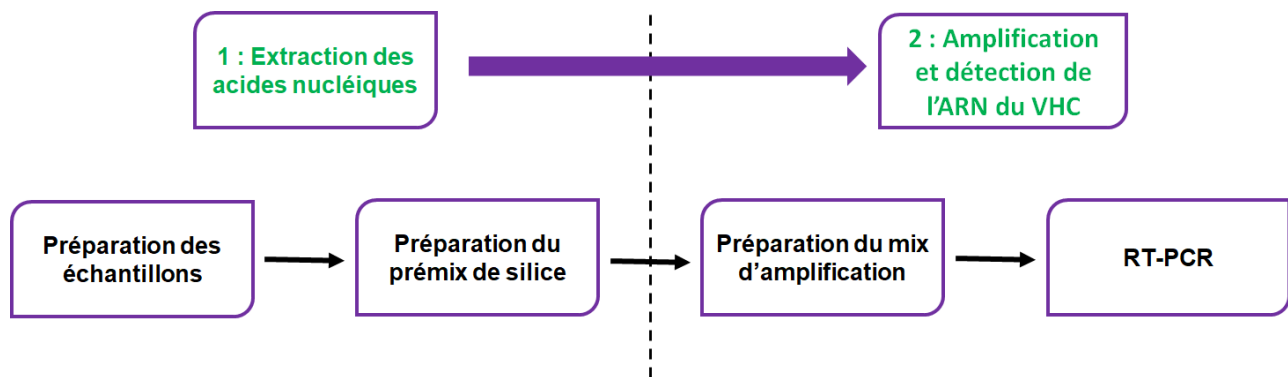 1 : Extraction des
acides nucléiques
2 : Amplification
et détection de
l'ARN du VHC
Préparation des
échantillons
Préparation du
prémix de silice
Préparation du mix
d'amplification
RT-PCR